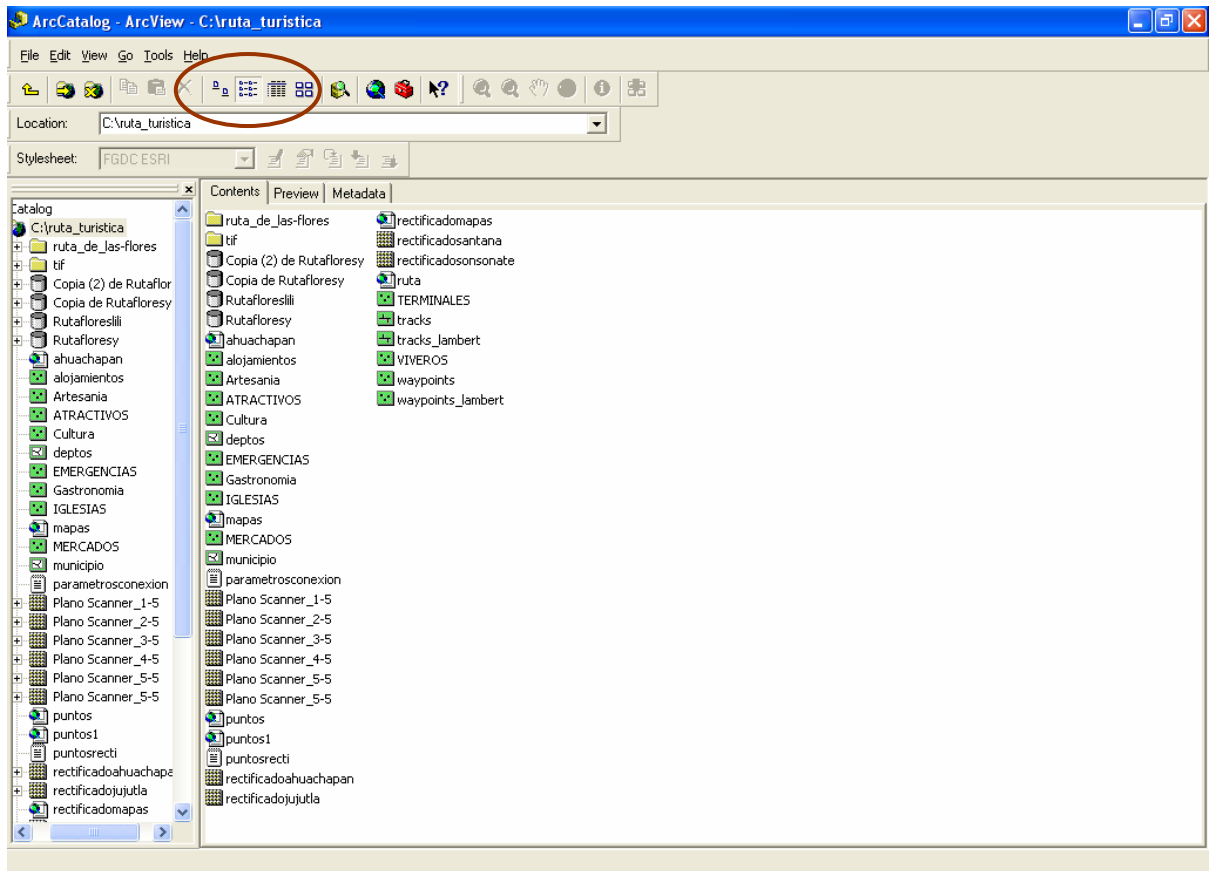 ArcCatalog - ArcView - C:\ruta_turistica
File Edit View Go Tools Help
Location: C:\ruta_turistica
Stylesheet: FGDC ESRI
Catalog
C:\ruta_turistica
ruta_de_las-flores
tif
Copia (2) de Rutaflor
Copia de Rutafloresy
Rutafloreslili
Rutafloresy
ahuachapan
alojamientos
Artesania
ATRACTIVOS
Cultura
deptos
EMERGENCIAS
Gastronomia
IGLESIAS
mapas
MERCADOS
municipio
parametrosconexion
Plano Scanner_1-5
Plano Scanner_2-5
Plano Scanner_3-5
Plano Scanner_4-5
Plano Scanner_5-5
Plano Scanner_5-5
puntos
puntos1
puntosrecti
rectificadoahuachapa
rectificadojujutla
rectificadomapas
Contents Preview Metadata
ruta_de_las-flores
tif
Copia (2) de Rutafloresy
Copia de Rutafloresy
Rutafloreslili
Rutafloresy
ahuachapan
alojamientos
Artesania
ATRACTIVOS
Cultura
deptos
EMERGENCIAS
Gastronomia
IGLESIAS
mapas
MERCADOS
municipio
parametrosconexion
Plano Scanner_1-5
Plano Scanner_2-5
Plano Scanner_3-5
Plano Scanner_4-5
Plano Scanner_5-5
Plano Scanner_5-5
puntos
puntos1
puntosrecti
rectificadoahuachapan
rectificadojujutla
rectificadomapas
rectificadosantana
rectificadosonsonate
ruta
TERMINALES
tracks
tracks_lambert
VIVEROS
waypoints
waypoints_lambert